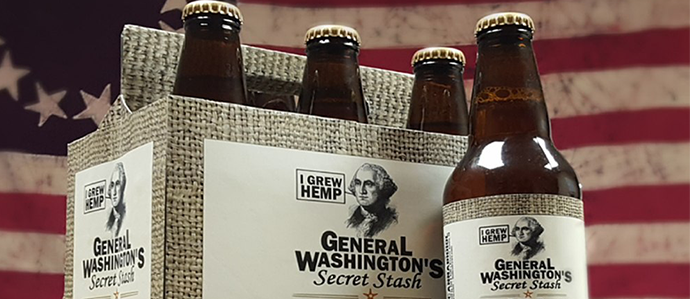 I GREW
HEMP
GENERAL
WASHINGTON'S
Secret Stash
I GREW
HEMP
GENERAL
WASHINGTON'S
Secret Stash
I GREW
HEMP
GENERAL
WASHINGTON'S
Secret Stash